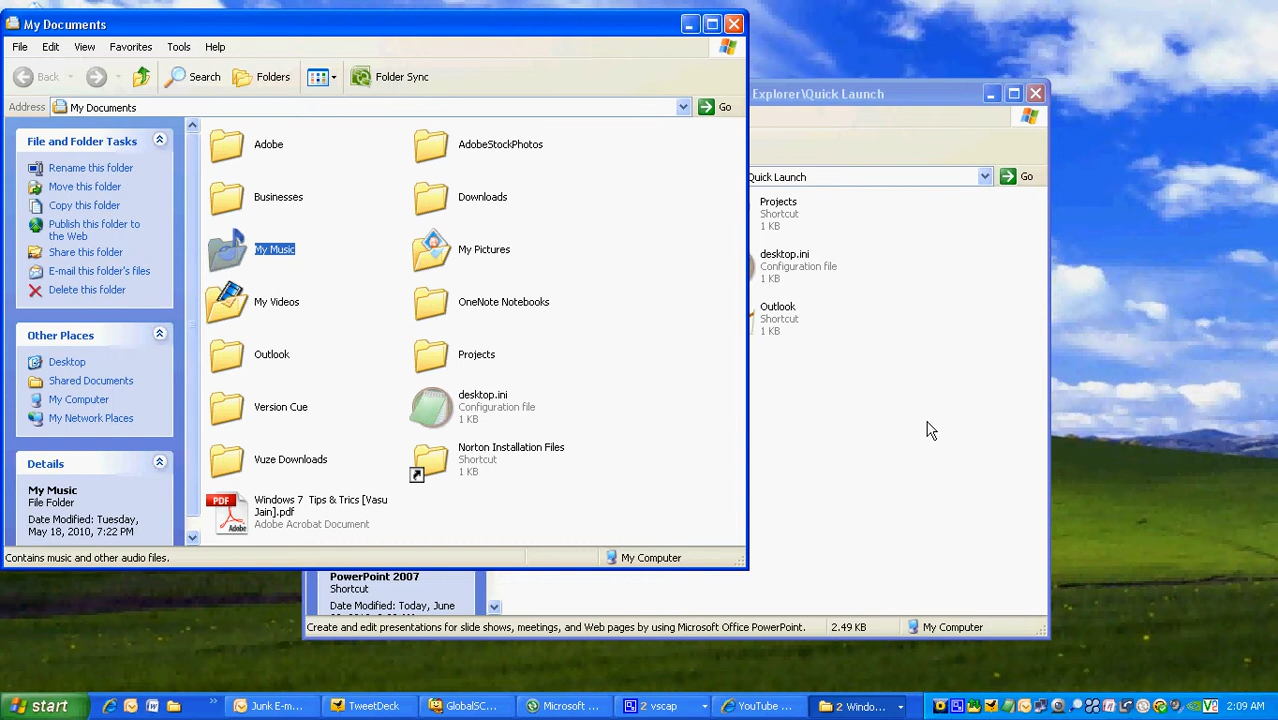 My Documents
File Edit View Favorites Tools Help
Back Search Folders Folder Sync
Address My Documents Go
File and Folder Tasks
Rename this folder
Move this folder
Copy this folder
Publish this folder to
the Web
Share this folder
E-mail this folder's files
Delete this folder
Other Places
Desktop
Shared Documents
My Computer
My Network Places
Details
My Music
File Folder
Date Modified: Tuesday,
May 18, 2010, 7:22 PM
Adobe
AdobeStockPhotos
Businesses
Downloads
My Music
My Pictures
My Videos
OneNote Notebooks
Outlook
Projects
Version Cue
desktop.ini
Configuration file
1 KB
Vuze Downloads
Norton Installation Files
Shortcut
1 KB
PDF
Adobe
Windows 7 Tips & Trics [Vasu
Jain].pdf
Adobe Acrobat Document
Contains music and other audio files.
My Computer
Explorer\Quick Launch
Quick Launch Go
Projects
Shortcut
1 KB
desktop.ini
Configuration file
1 KB
Outlook
Shortcut
1 KB
PowerPoint 2007
Shortcut
Date Modified: Today, June
Create and edit presentations for slide shows, meetings, and Web pages by using Microsoft Office PowerPoint.
2.49 KB
My Computer
start
Junk E-m...
TweetDeck
GlobalSC...
Microsoft ...
2 vscap
YouTube ...
2 Windo...
2:09 AM